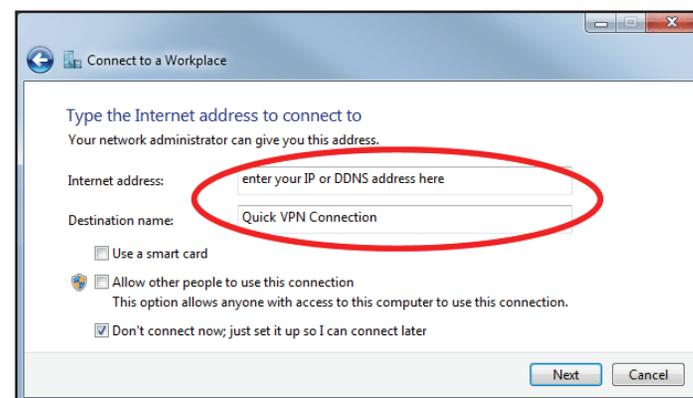 Connect to a Workplace
Type the Internet address to connect to
Your network administrator can give you this address.
Internet address: enter your IP or DDNS address here
Destination name: Quick VPN Connection
Use a smart card
Allow other people to use this connection
This option allows anyone with access to this computer to use this connection.
Don't connect now; just set it up so I can connect later
Next Cancel